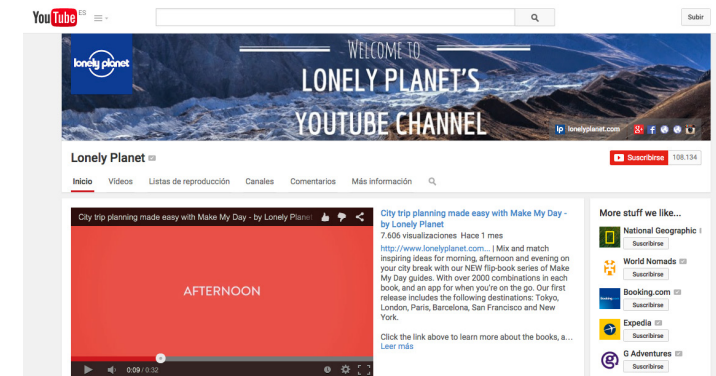 YouTube ES
Subir
lonely planet
WELCOME TO
LONELY PLANET'S
YOUTUBE CHANNEL
lp lonelyplanet.com
Lonely Planet
Suscribirse 108.134
Inicio Vídeos Listas de reproducción Canales Comentarios Más información
City trip planning made easy with Make My Day - by Lonely Planet
AFTERNOON
0:09 / 0:32
City trip planning made easy with Make My Day -
by Lonely Planet
7.606 visualizaciones Hace 1 mes
http://www.lonelyplanet.com... | Mix and match
inspiring ideas for morning, afternoon and evening on
your city break with our NEW flip-book series of Make
My Day guides. With over 2000 combinations in each
book, and an app for when you're on the go. Our first
release includes the following destinations: Tokyo,
London, Paris, Barcelona, San Francisco and New
York.
Click the link above to learn more about the books, a...
Leer más
More stuff we like...
National Geographic
Suscribirse
World Nomads
Suscribirse
Booking.com
Suscribirse
Expedia
Suscribirse
G Adventures
Suscribirse